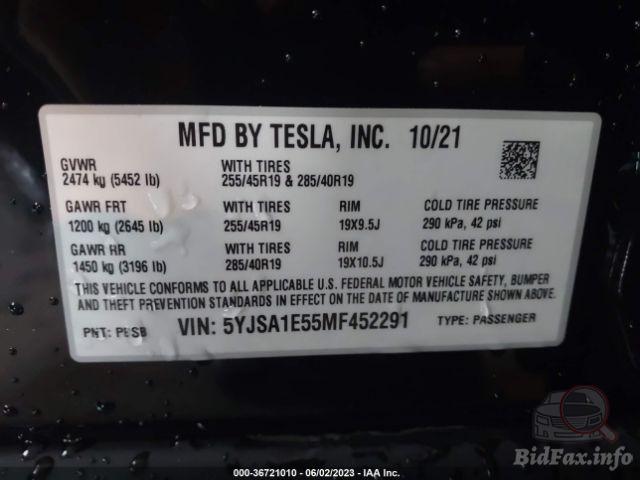 MFD BY TESLA, INC. 10/21
GVWR WITH TIRES
2474 kg (5452 lb) 255/45R19 & 285/40R19
GAWR FRT WITH TIRES RIM COLD TIRE PRESSURE
1200 kg (2645 lb) 255/45R19 19X9.5J 290 kPa, 42 psi
GAWR RR WITH TIRES RIM COLD TIRE PRESSURE
1450 kg (3196 lb) 285/40R19 19X10.5J 290 kPa, 42 psi
THIS VEHICLE CONFORMS TO ALL APPLICABLE U.S. FEDERAL MOTOR VEHICLE SAFETY, BUMPER
AND THEFT PREVENTION STANDARDS IN EFFECT ON THE DATE OF MANUFACTURE SHOWN ABOVE.
PNT: VIN: 5YJSA1E55MF452291 TYPE: PASSENGER
BidFax.info
000-36721010 - 06/02/2023 - IAA Inc.